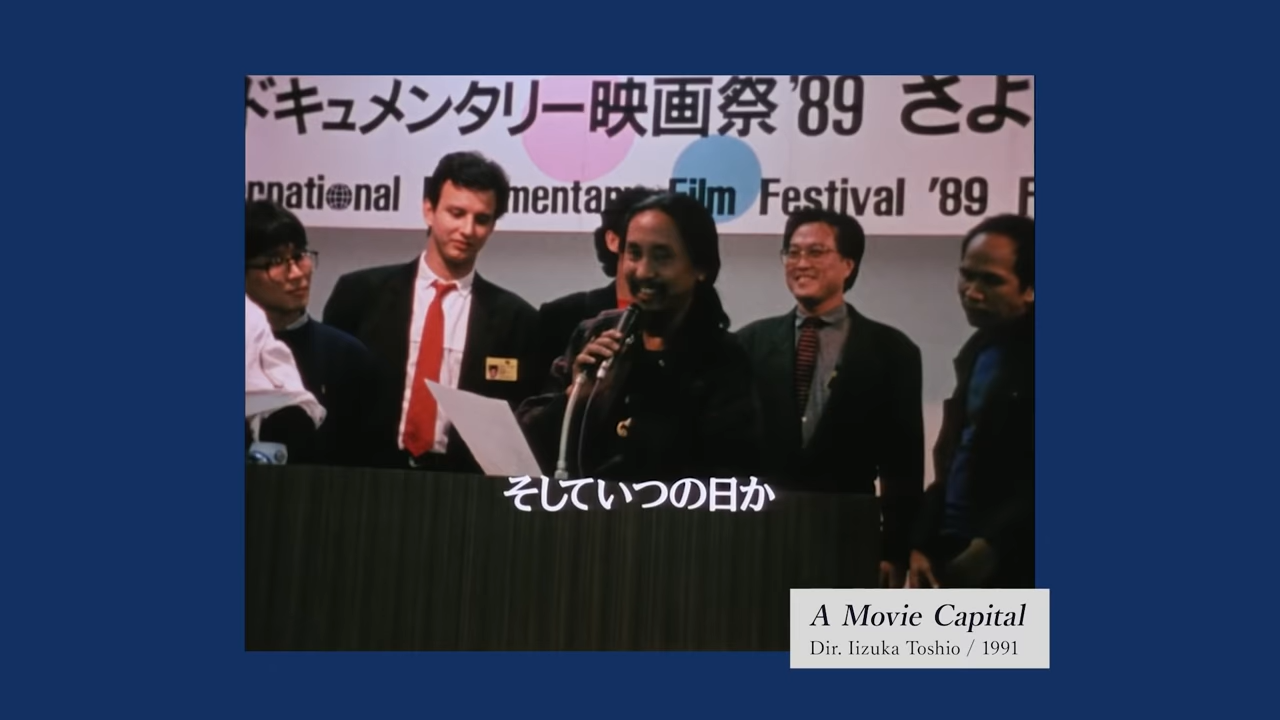 ドキュメンタリー映画祭'89 さよ
rnational Documentary Film Festival '89 F
そしていつの日か
A Movie Capital
Dir. Iizuka Toshio / 1991